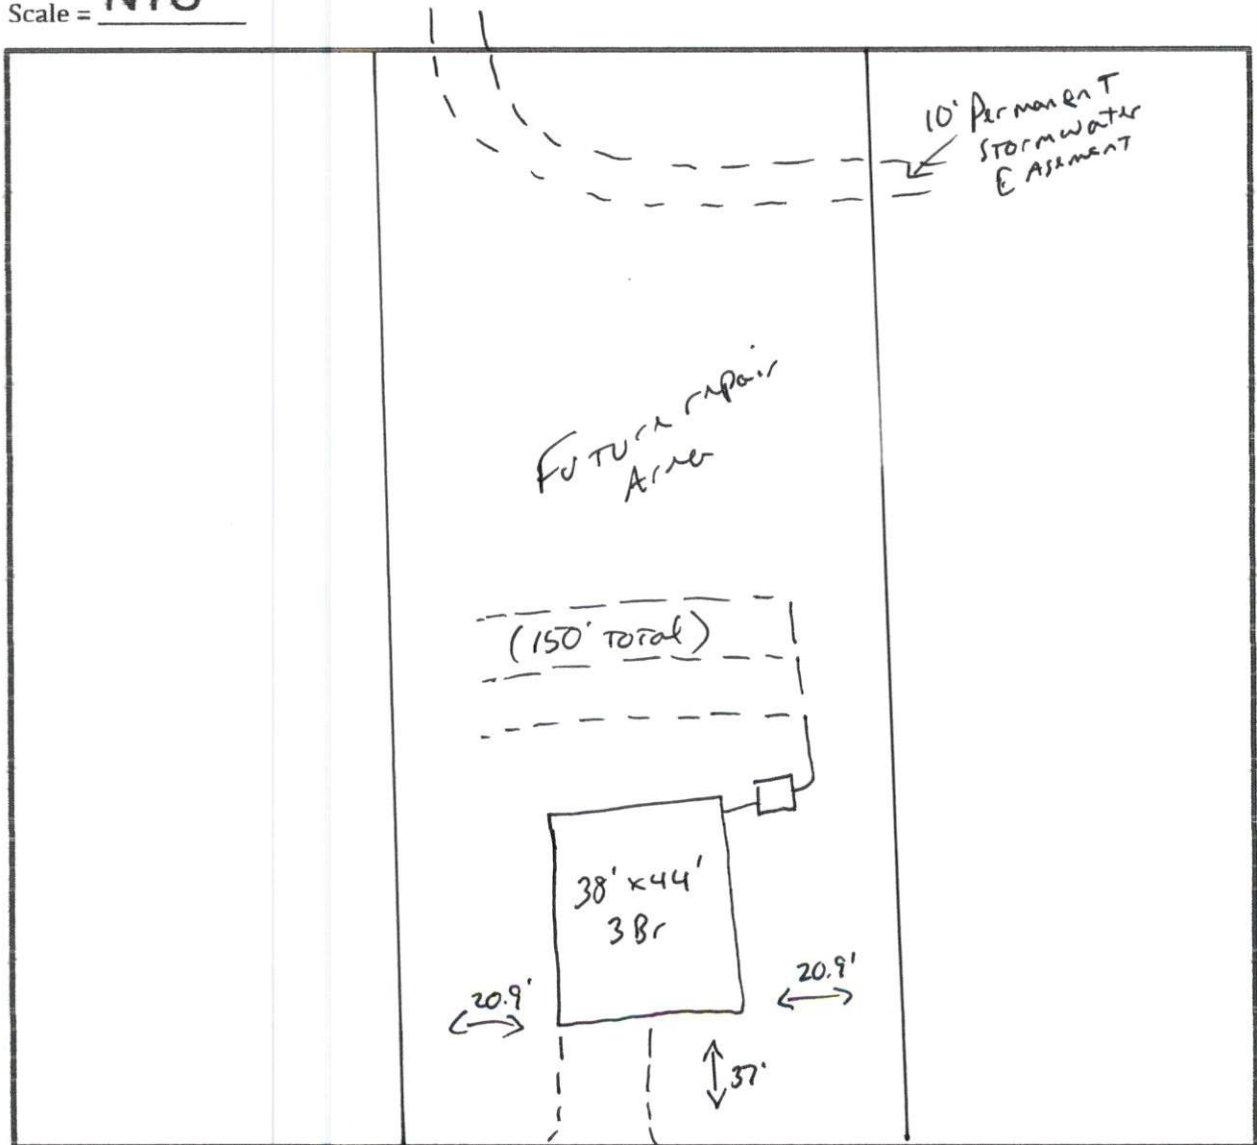 Scale = NTS
10' Permanent
Stormwater
EAsement
Future repair
Area
(150' Total)
38' x 44'
3 Br
20.9'
20.9'
37'